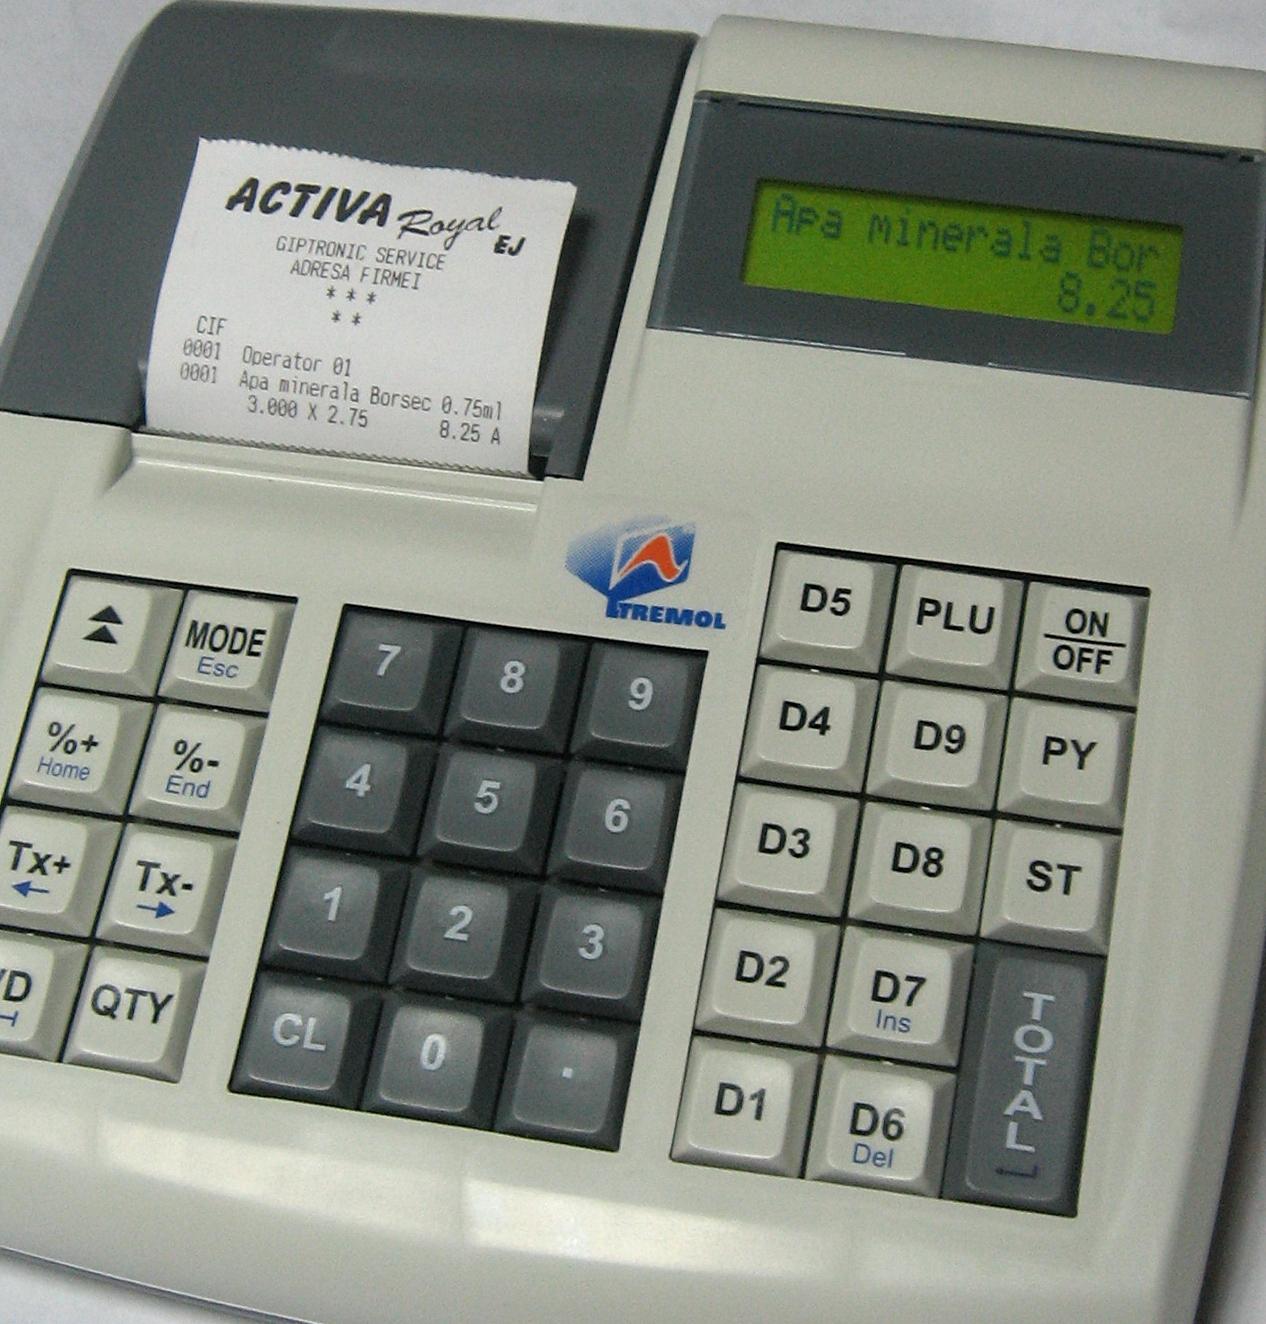 ACTIVA Royal EJ
GIPTRONIC SERVICE
ADRESA FIRMEI
* * *
* *
CIF
0001 Operator 01
0001 Apa minerala Borsec 0.75ml
3.000 X 2.75 8.25 A
Apa minerala Bor
8.25
TREMOL
MODE
Esc
%+
Home
%-
End
Tx+
←
Tx-
→
QTY
7 8 9
4 5 6
1 2 3
CL 0 .
D5 PLU ON
OFF
D4 D9 PY
D3 D8 ST
D2 D7
Ins
D1 D6
Del
TOTAL